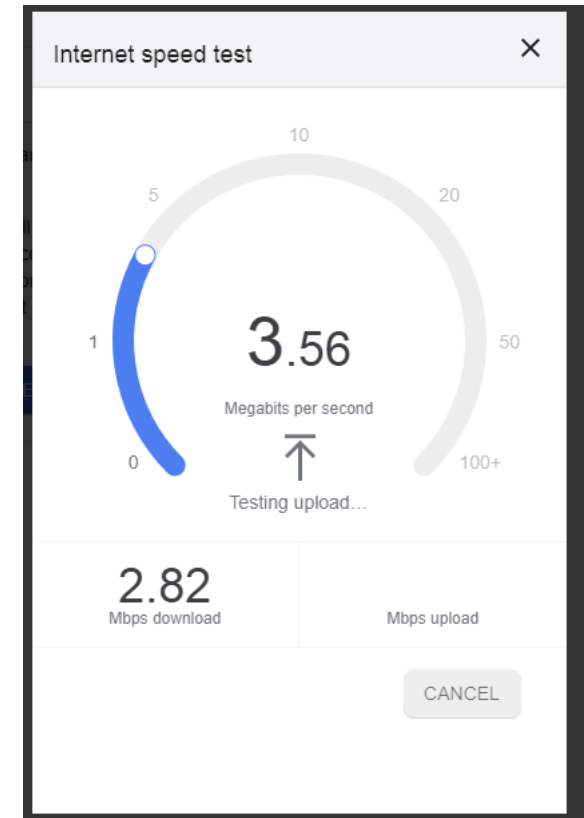 Internet speed test
10
5
20
1
3.56
50
Megabits per second
0
100+
Testing upload...
2.82
Mbps download
Mbps upload
CANCEL